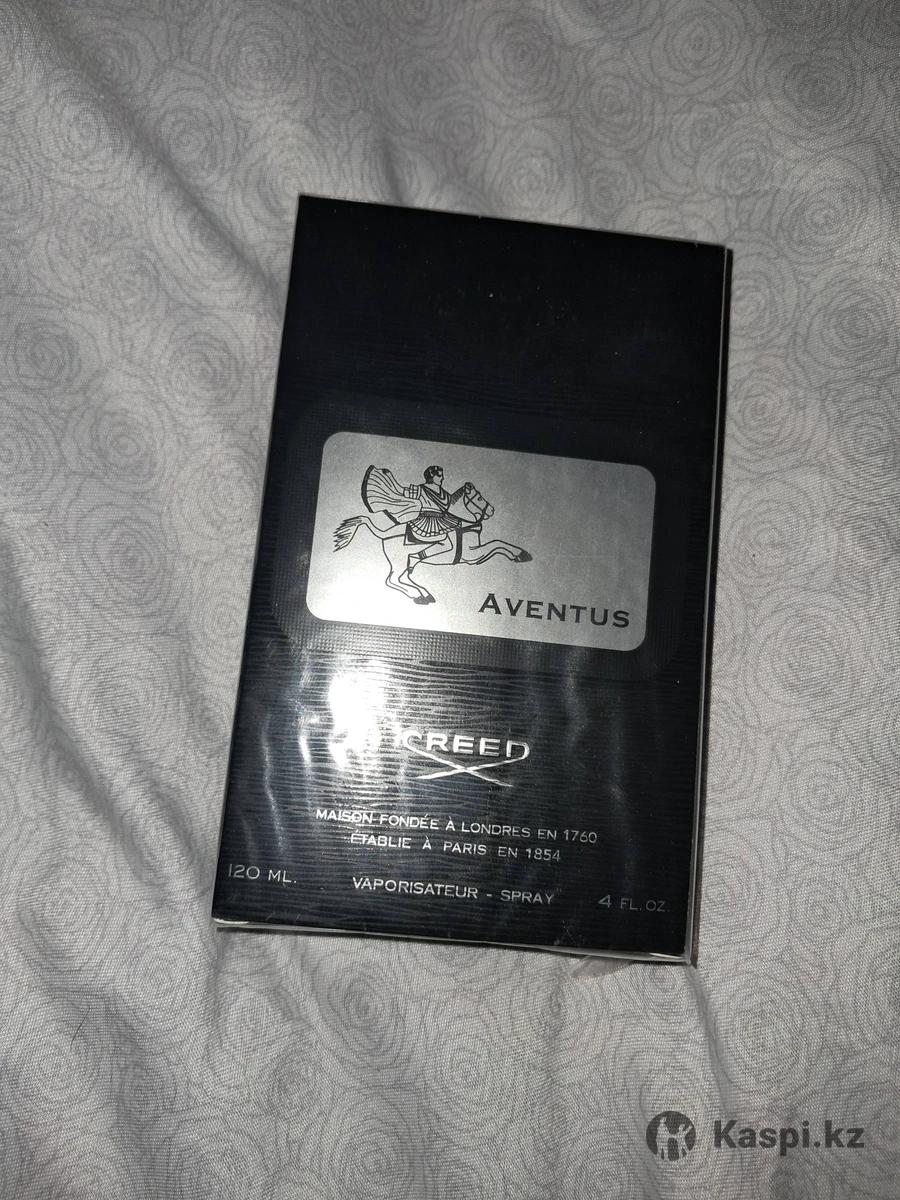 AVENTUS
CREED
MAISON FONDÉE À LONDRES EN 1760
ÉTABLIE À PARIS EN 1854
120 ML. VAPORISATEUR - SPRAY 4 FL. OZ.
Kaspi.kz